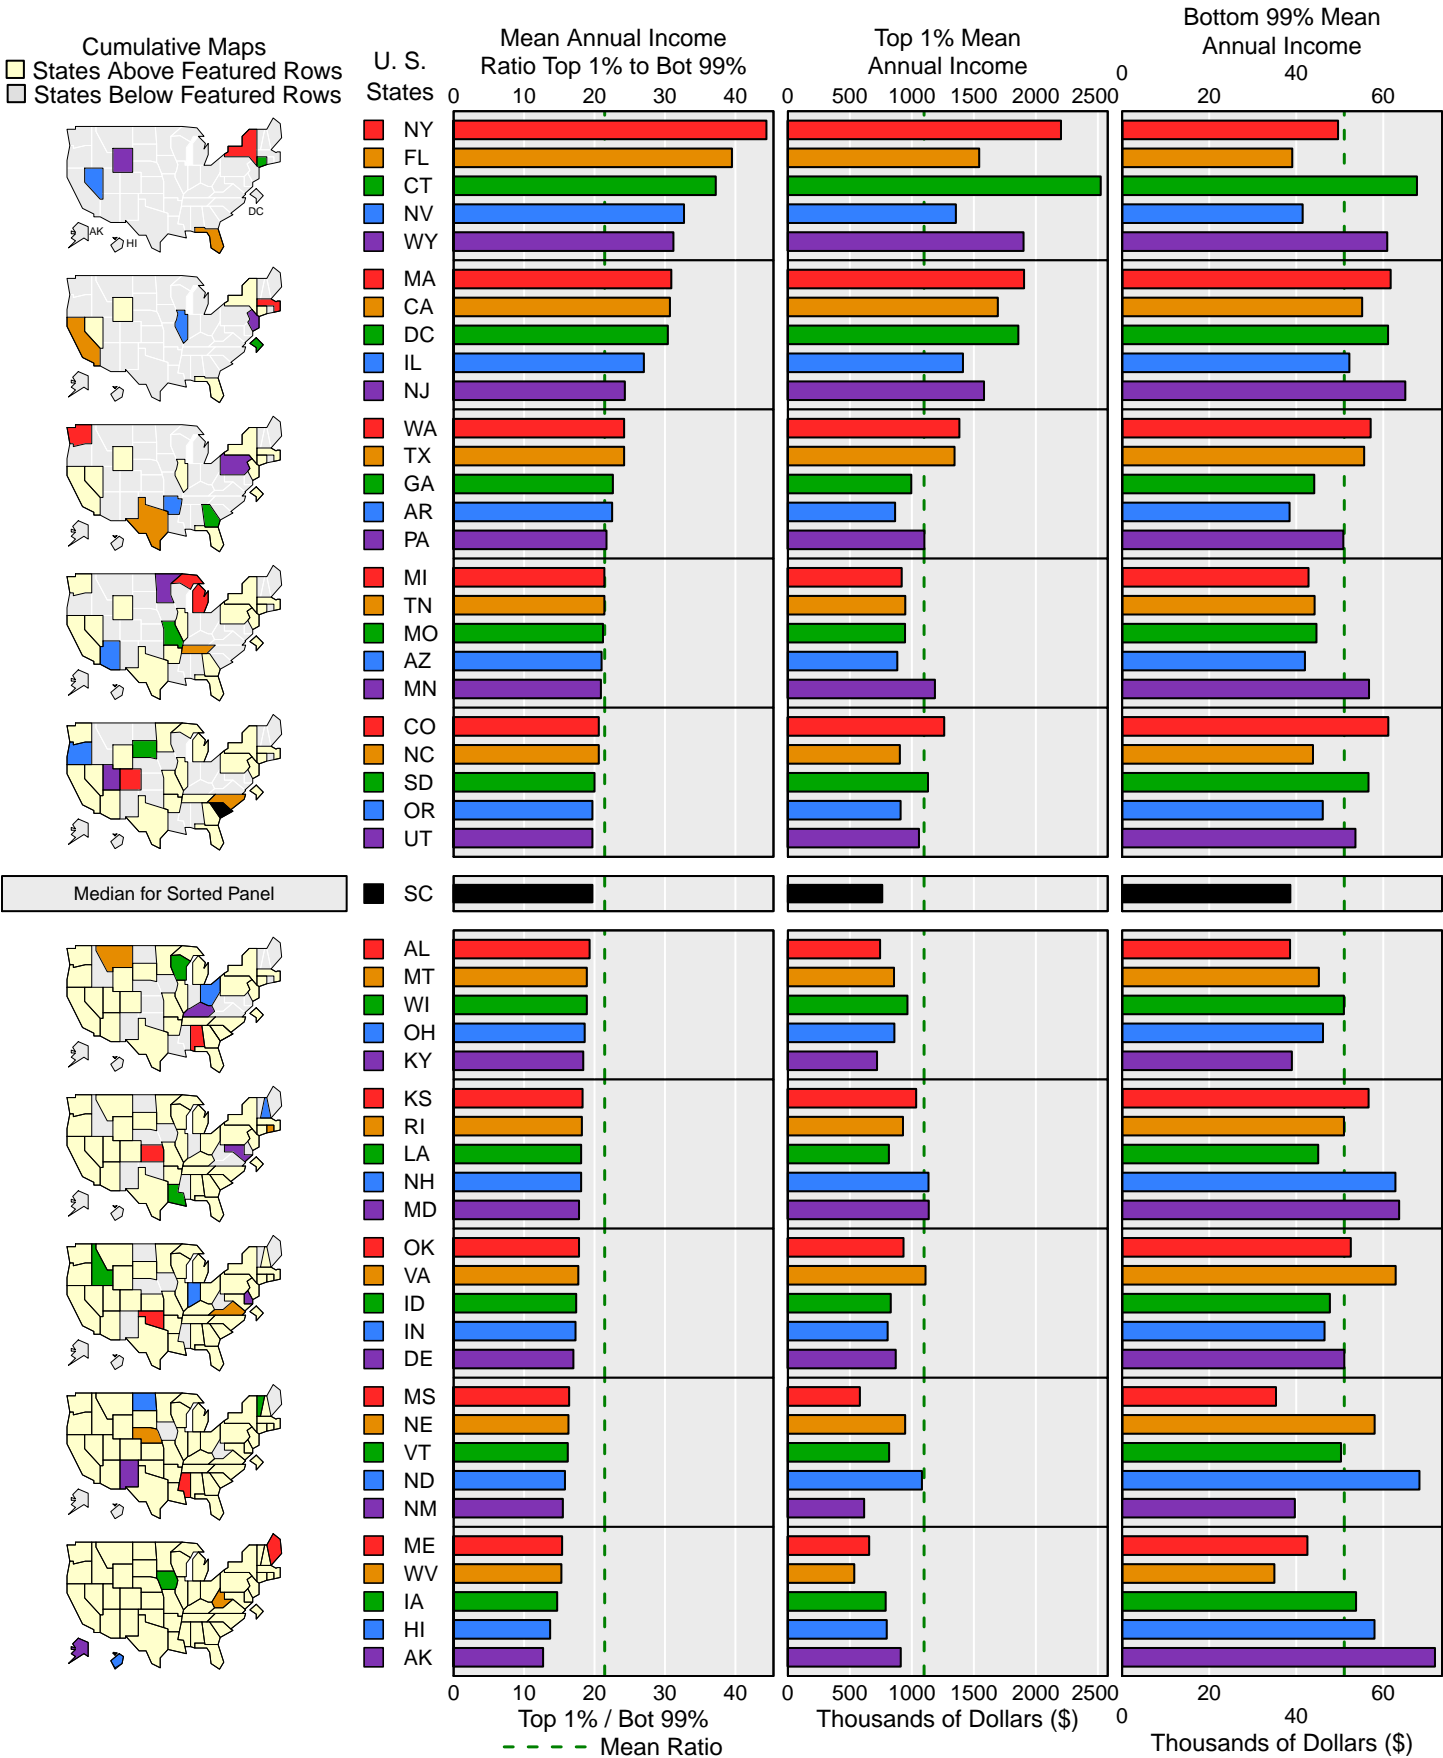 Cumulative Maps
States Above Featured Rows
States Below Featured Rows
U. S.
States
Mean Annual Income
Ratio Top 1% to Bot 99%
Top 1% Mean
Annual Income
Bottom 99% Mean
Annual Income
0 10 20 30 40
0 500 1000 1500 2000 2500
0 40
20 60
NY
FL
CT
NV
WY
AK
HI
DC
MA
CA
DC
IL
NJ
WA
TX
GA
AR
PA
MI
TN
MO
AZ
MN
CO
NC
SD
OR
UT
Median for Sorted Panel
SC
AL
MT
WI
OH
KY
KS
RI
LA
NH
MD
OK
VA
ID
IN
DE
MS
NE
VT
ND
NM
ME
WV
IA
HI
AK
0 10 20 30 40
Top 1% / Bot 99%
Mean Ratio
0 500 1000 1500 2000 2500
Thousands of Dollars ($)
20 60
0 40
Thousands of Dollars ($)